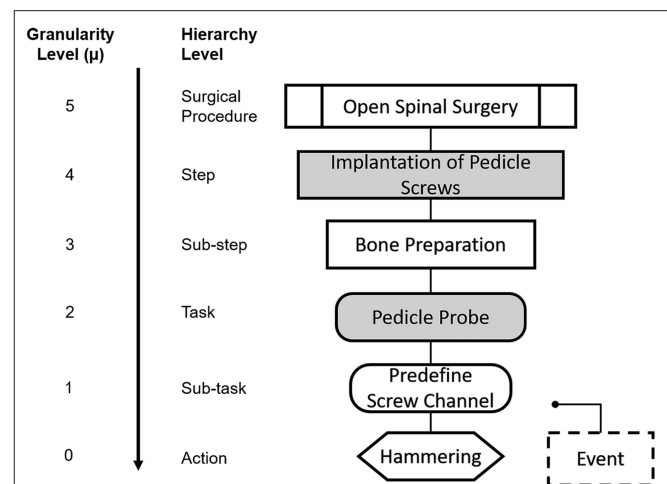 Granularity Hierarchy
Level (μ) Level
5 Surgical Procedure Open Spinal Surgery
4 Step Implantation of Pedicle Screws
3 Sub-step Bone Preparation
2 Task Pedicle Probe
1 Sub-task Predefine Screw Channel
0 Action Hammering Event